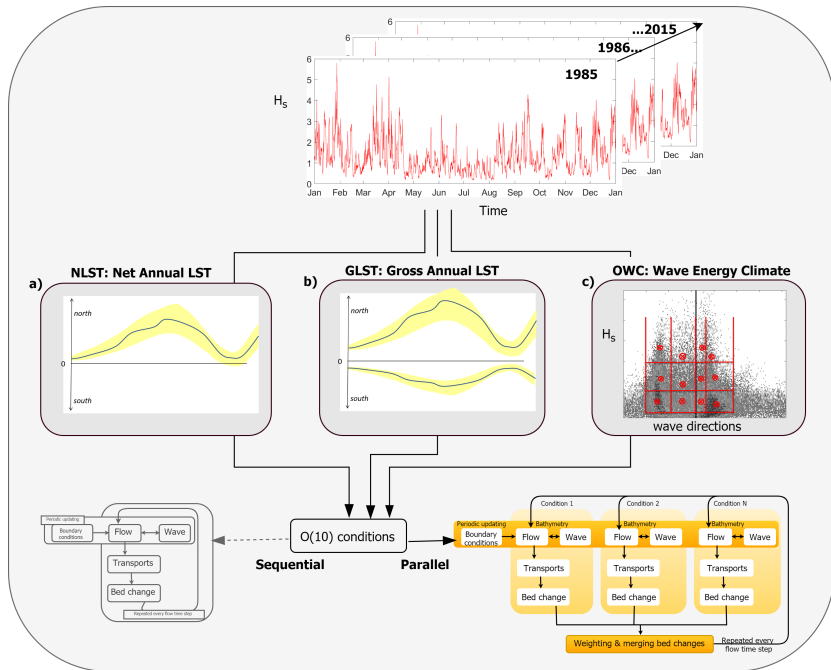 6
...2015
6
1986...
6
1985
5
4
3
2
1
0
H_s
Jan Feb Mar Apr May Jun Jul Aug Sep Oct Nov Dec Jan
Dec Jan
Dec Jan
Time
a)
NLST: Net Annual LST
north
0
south
b)
GLST: Gross Annual LST
north
0
south
c)
OWC: Wave Energy Climate
H_s
wave directions
O(10) conditions
Sequential
Parallel
Periodic updating
Boundary
conditions
Flow
Wave
Transports
Bed change
Repeated every flow time step
Condition 1
Condition 2
Condition N
Periodic updating
Bathymetry
Bathymetry
Bathymetry
Boundary
conditions
Flow
Wave
Flow
Wave
Flow
Wave
Transports
Transports
Transports
Bed change
Bed change
Bed change
Weighting & merging bed changes
Repeated every
flow time step